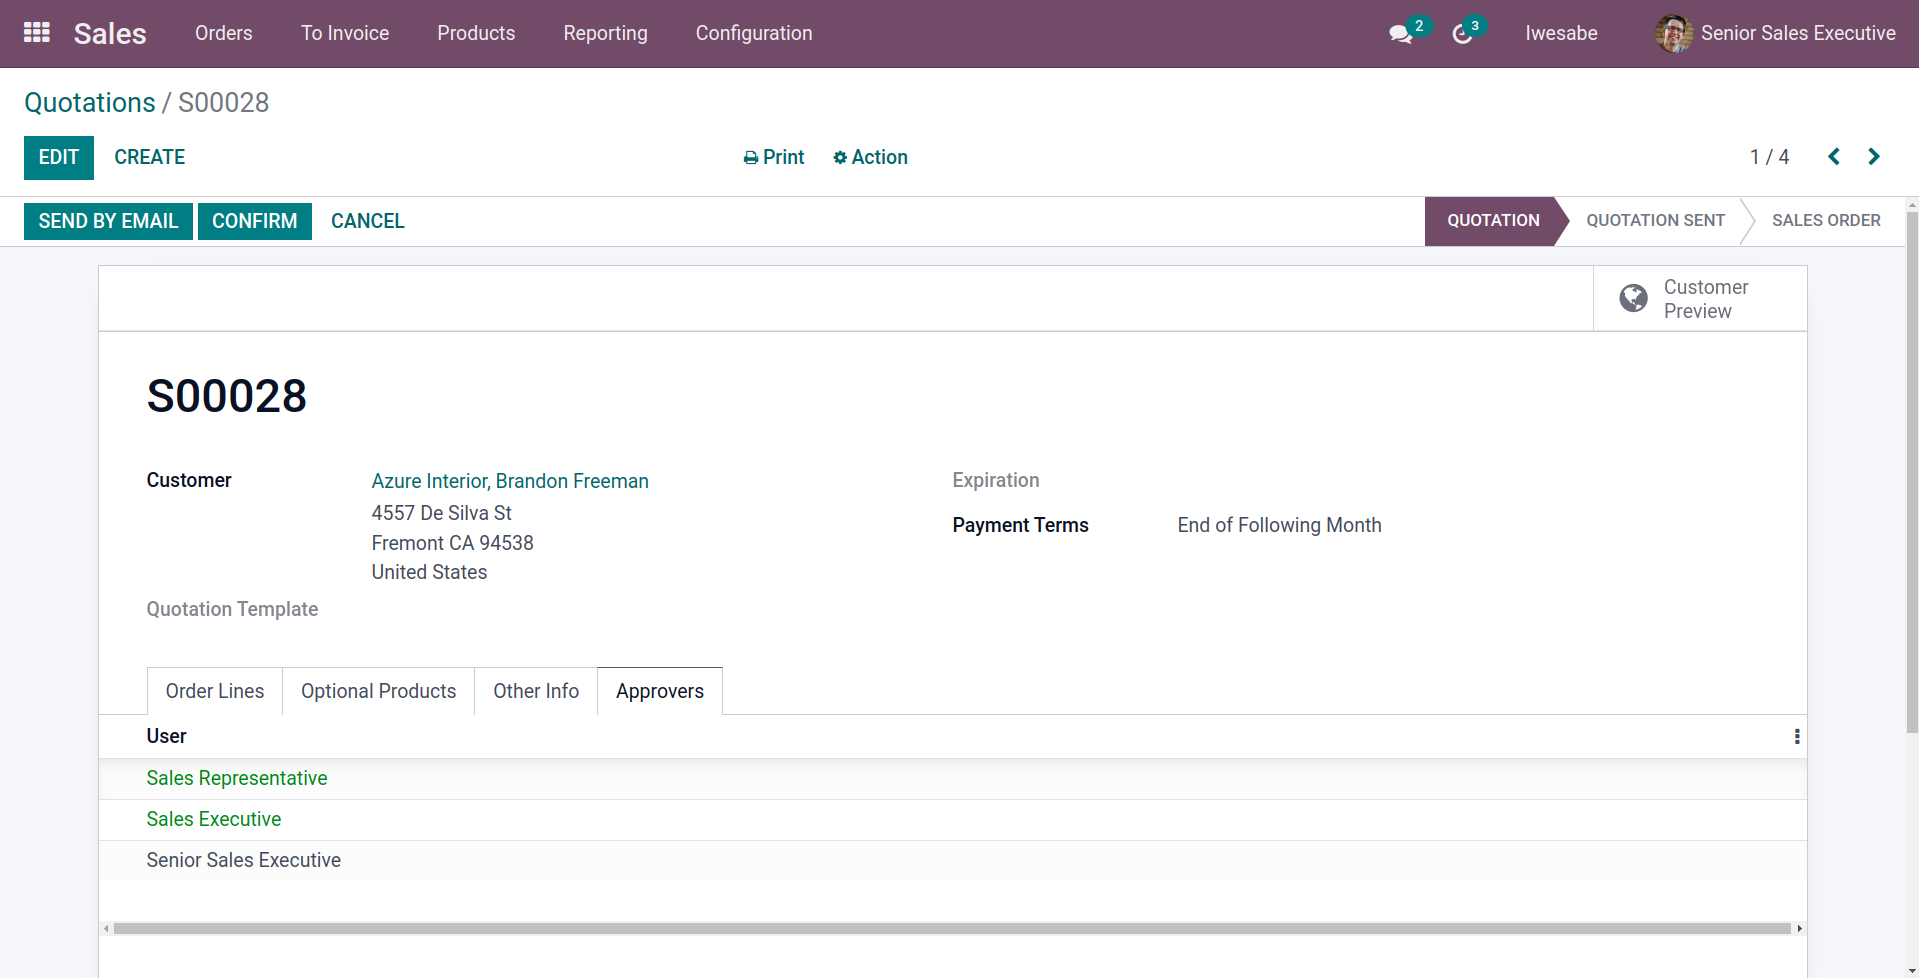 Sales Orders To Invoice Products Reporting Configuration 2 3 Iwesabe Senior Sales Executive
Quotations / S00028
EDIT CREATE Print Action 1 / 4
SEND BY EMAIL CONFIRM CANCEL QUOTATION QUOTATION SENT SALES ORDER
Customer
Preview
S00028
Customer Azure Interior, Brandon Freeman Expiration
4557 De Silva St
Payment Terms End of Following Month
Fremont CA 94538
United States
Quotation Template
Order Lines Optional Products Other Info Approvers
User
Sales Representative
Sales Executive
Senior Sales Executive